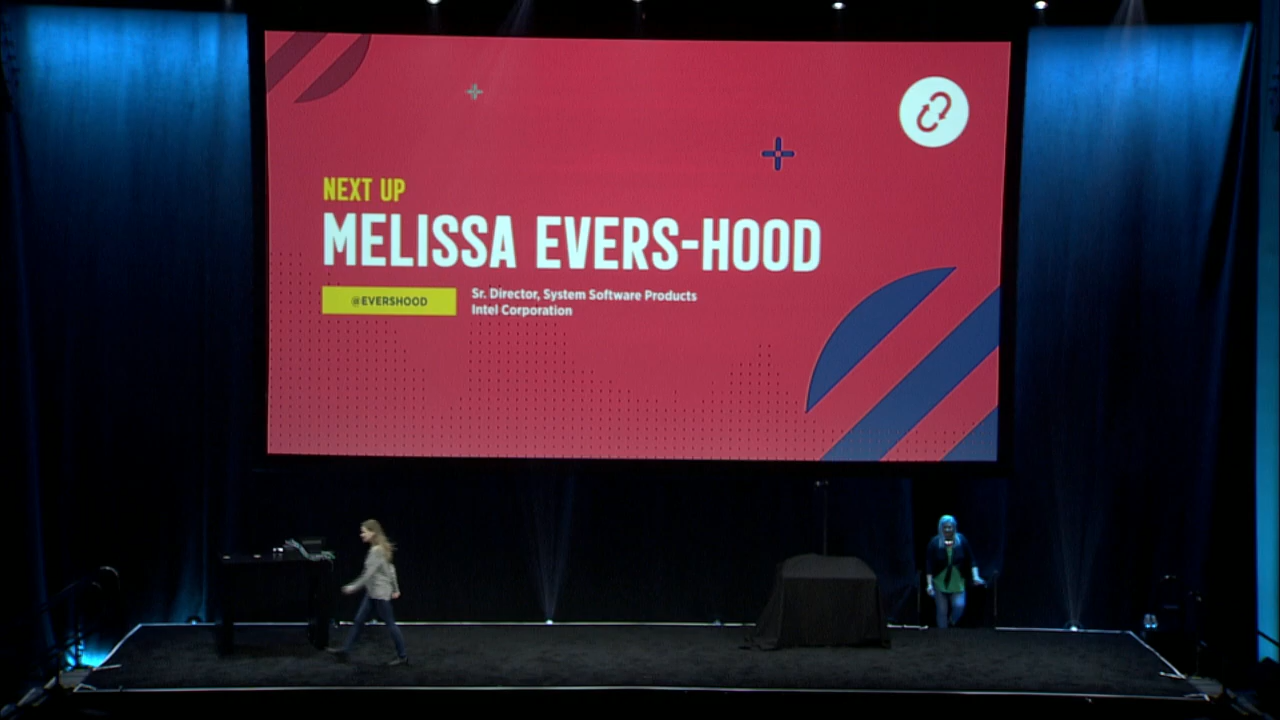 NEXT UP
MELISSA EVERS-HOOD
@EVERSHOOD
Sr. Director, System Software Products
Intel Corporation